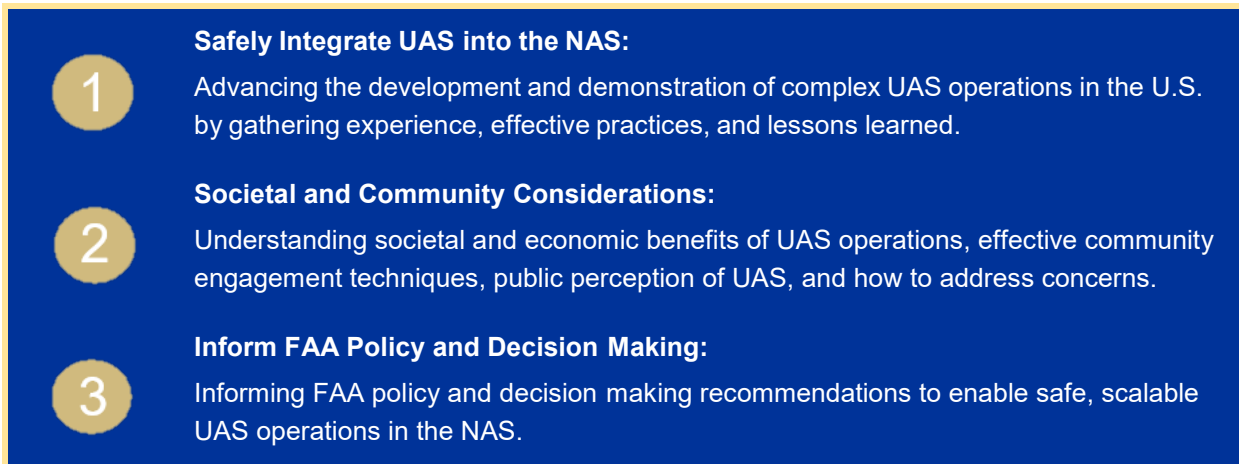 1
Safely Integrate UAS into the NAS:
Advancing the development and demonstration of complex UAS operations in the U.S.
by gathering experience, effective practices, and lessons learned.
2
Societal and Community Considerations:
Understanding societal and economic benefits of UAS operations, effective community
engagement techniques, public perception of UAS, and how to address concerns.
3
Inform FAA Policy and Decision Making:
Informing FAA policy and decision making recommendations to enable safe, scalable
UAS operations in the NAS.